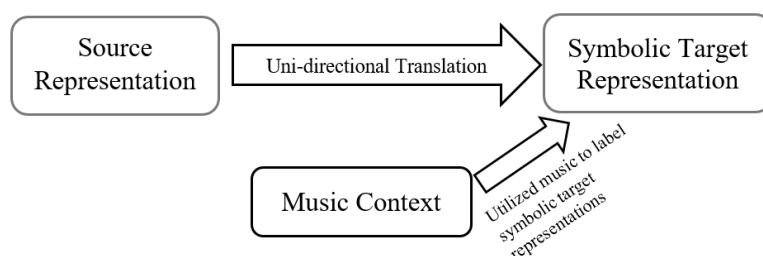 Source
Representation
Uni-directional Translation
Symbolic Target
Representation
Music Context
Utilized music to label
symbolic target
representations